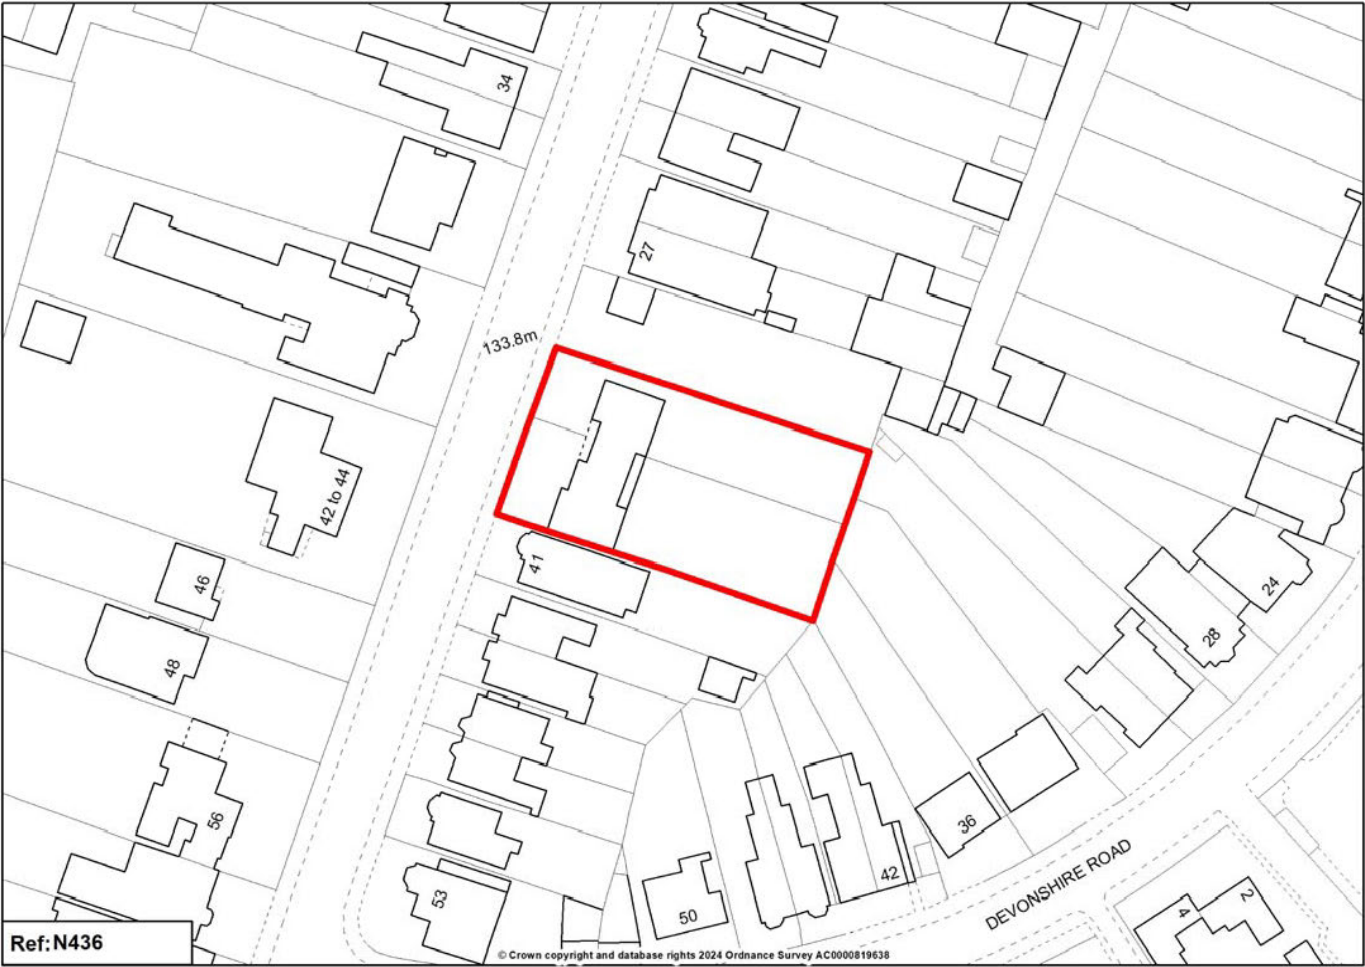 34
27
133.8m
42 to 44
41
46
48
24
28
56
36
42
53
50
DEVONSHIRE ROAD
4
2
Ref:N436
© Crown copyright and database rights 2024 Ordnance Survey AC0000819638